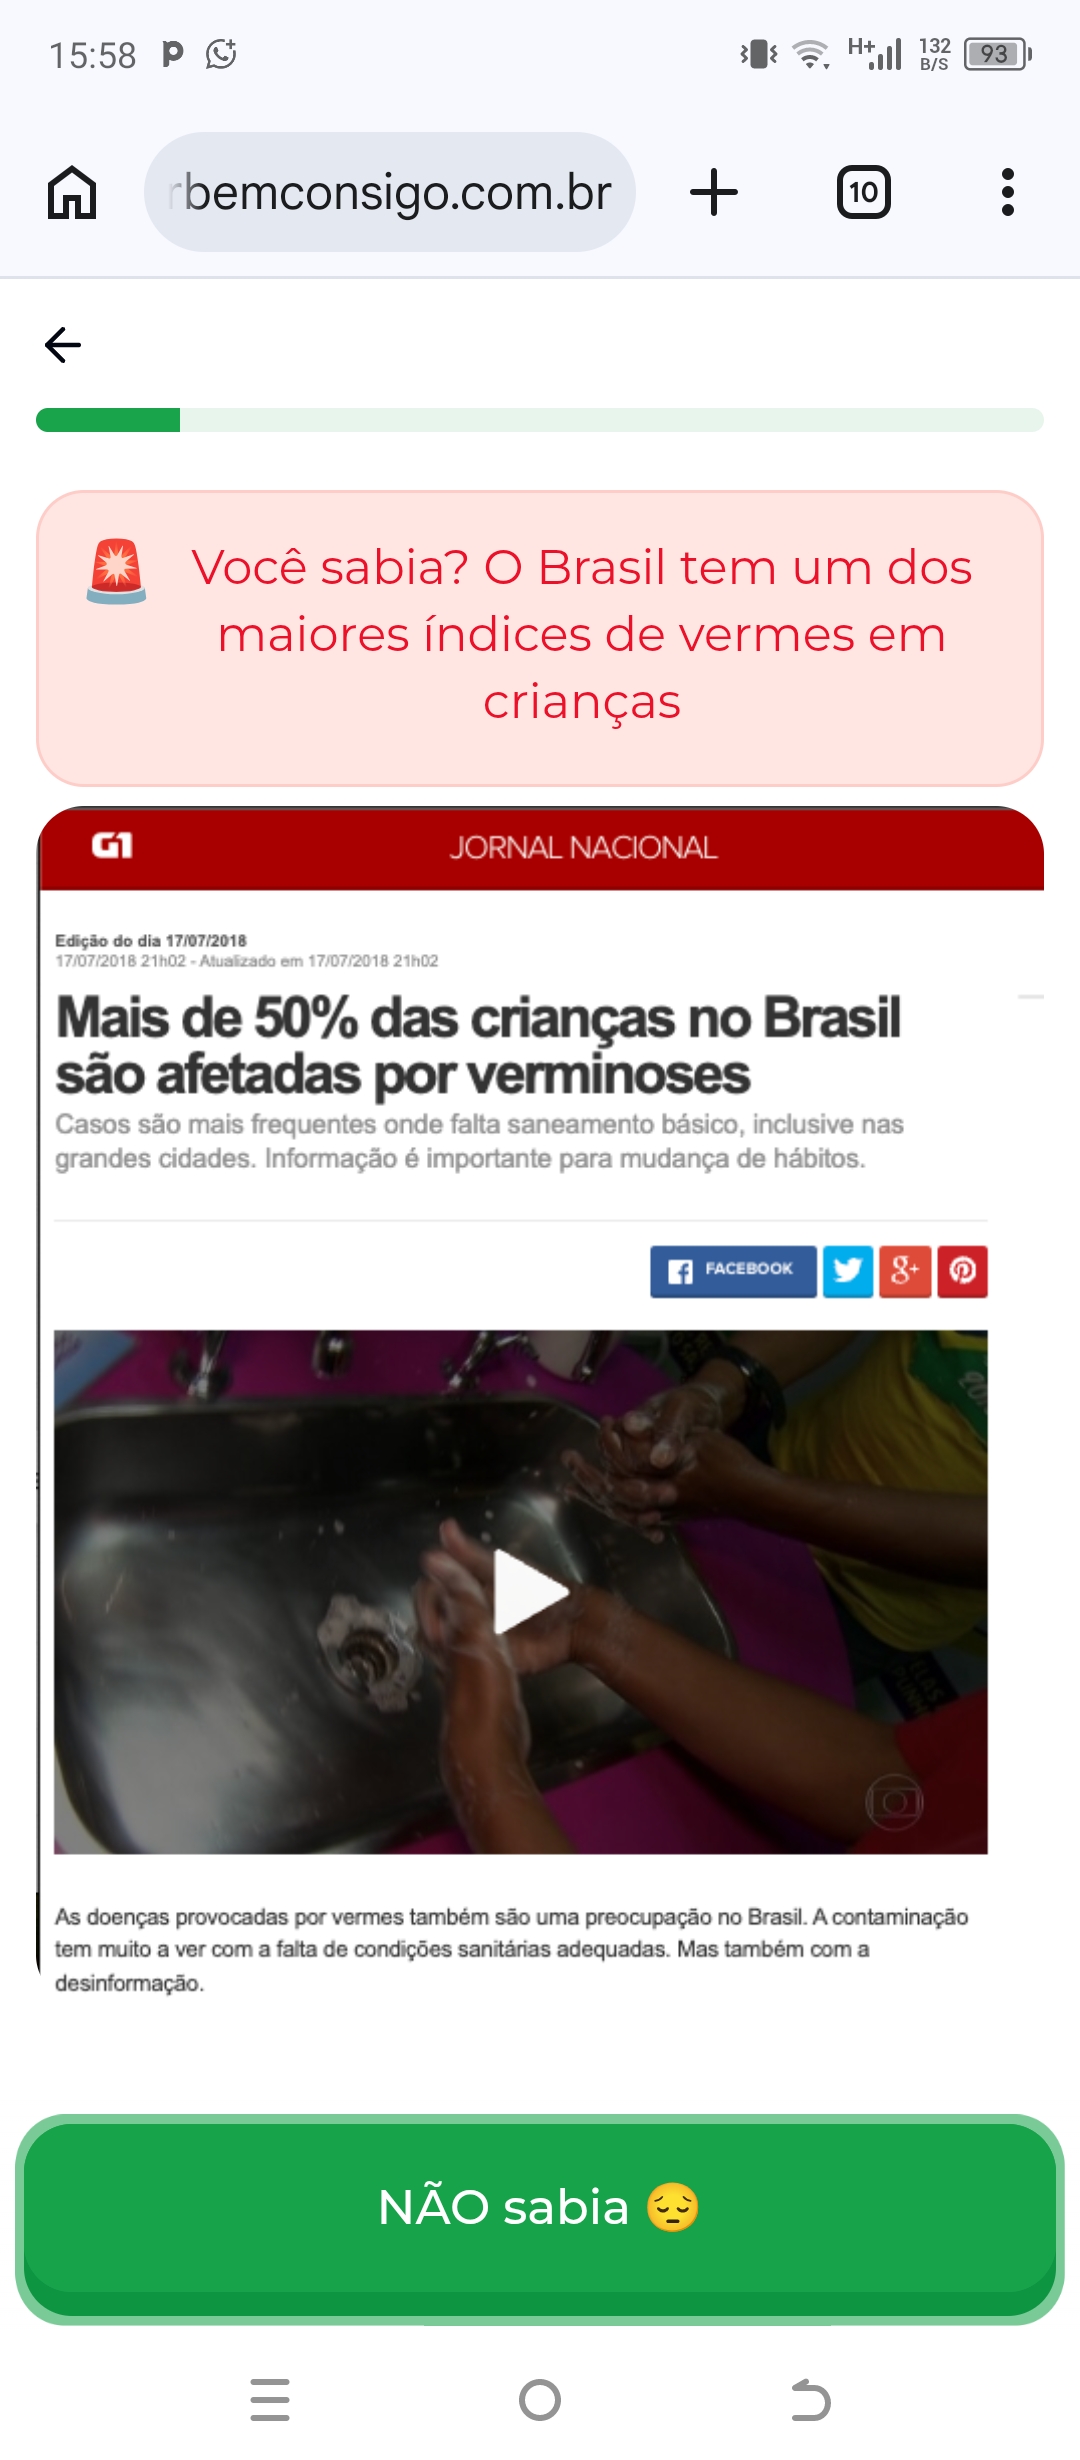 15:58
H+
132
B/S
93
rbemconsigo.com.br
10
Você sabia? O Brasil tem um dos
maiores índices de vermes em
crianças
G1
JORNAL NACIONAL
Edição do dia 17/07/2018
17/07/2018 21h02 - Atualizado em 17/07/2018 21h02
Mais de 50% das crianças no Brasil
são afetadas por verminoses
Casos são mais frequentes onde falta saneamento básico, inclusive nas
grandes cidades. Informação é importante para mudança de hábitos.
FACEBOOK
g+
As doenças provocadas por vermes também são uma preocupação no Brasil. A contaminação
tem muito a ver com a falta de condições sanitárias adequadas. Mas também com a
desinformação.
NÃO sabia